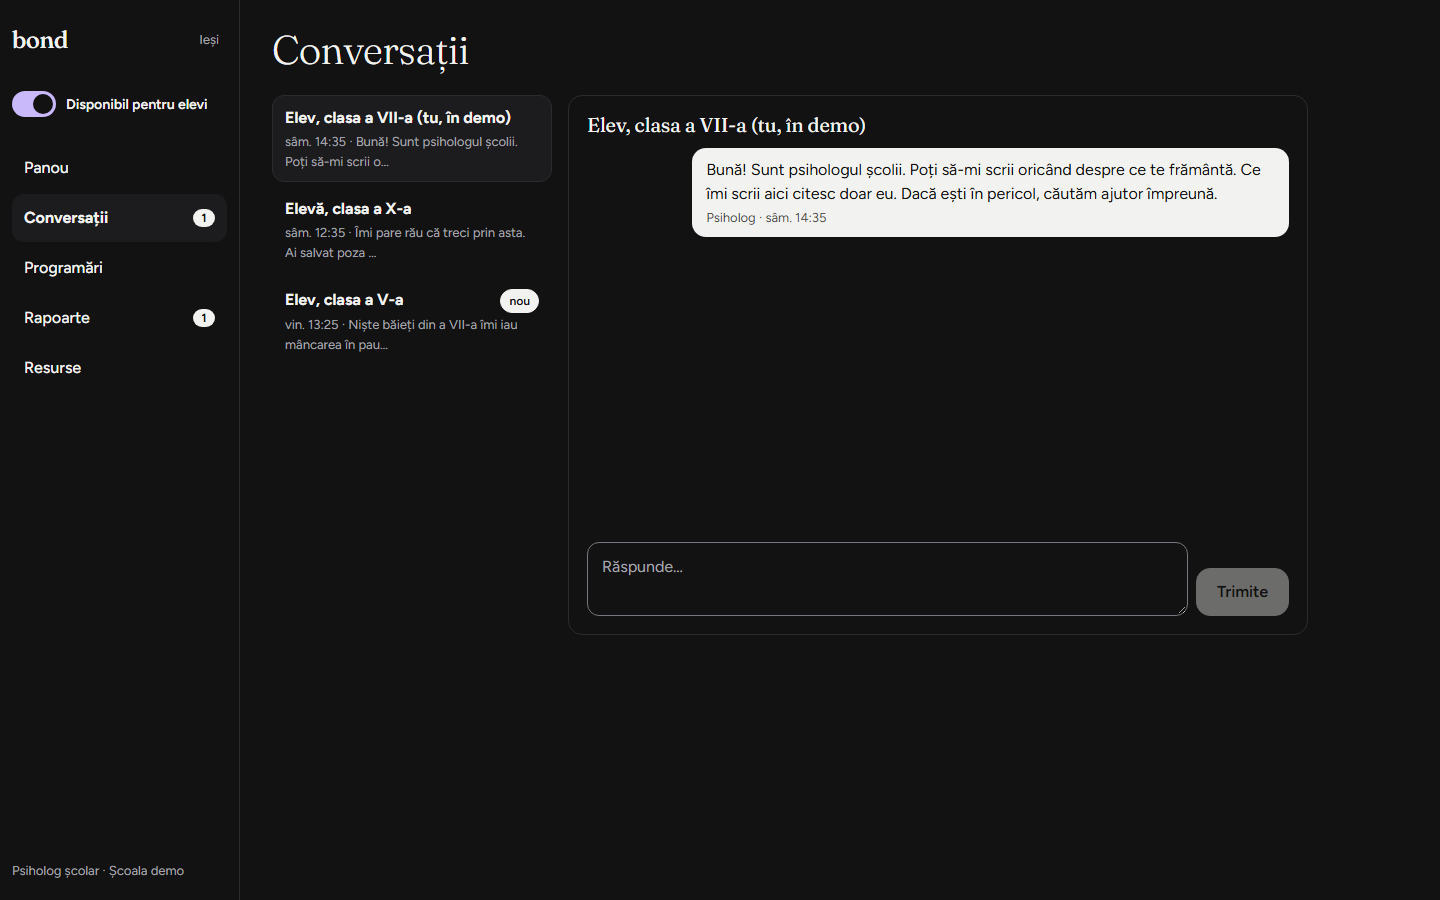 bond
Ieși
Disponibil pentru elevi
Panou
Conversații
1
Programări
Rapoarte
1
Resurse
Psiholog școlar · Școala demo
Conversații
Elev, clasa a VII-a (tu, în demo)
sâm. 14:35 · Bună! Sunt psihologul școlii.
Poți să-mi scrii o...
Elevă, clasa a X-a
sâm. 12:35 · Îmi pare rău că treci prin asta.
Ai salvat poza ...
Elev, clasa a V-a
nou
vin. 13:25 · Niște băieți din a VII-a îmi iau
mâncarea în pau...
Elev, clasa a VII-a (tu, în demo)
Bună! Sunt psihologul școlii. Poți să-mi scrii oricând despre ce te frământă. Ce
îmi scrii aici citesc doar eu. Dacă ești în pericol, căutăm ajutor împreună.
Psiholog · sâm. 14:35
Răspunde...
Trimite